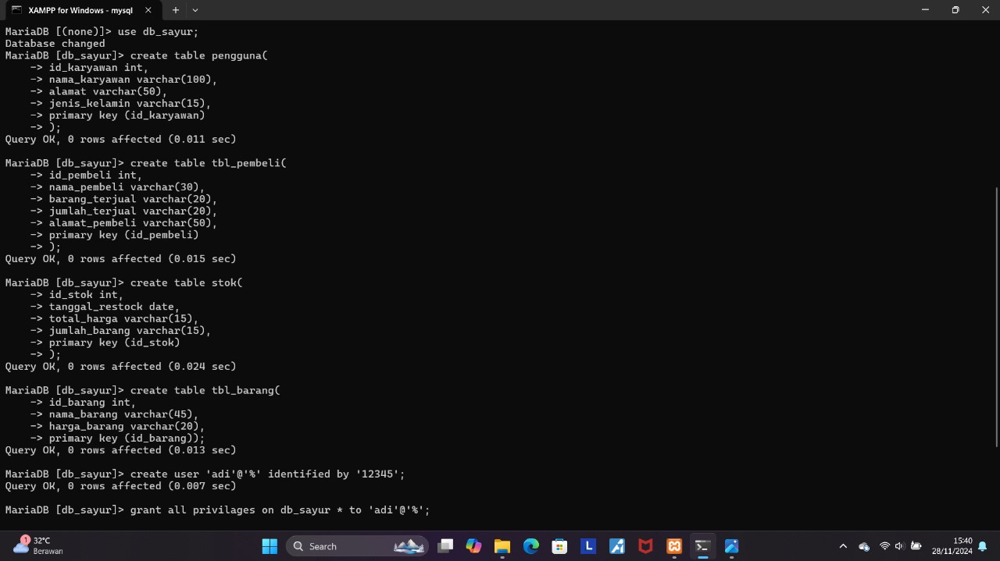 XAMPP for Windows - mysql
MariaDB [(none)]> use db_sayur;
Database changed
MariaDB [db_sayur]> create table pengguna(
    -> id_karyawan int,
    -> nama_karyawan varchar(100),
    -> alamat varchar(50),
    -> jenis_kelamin varchar(15),
    -> primary key (id_karyawan)
    -> );
Query OK, 0 rows affected (0.011 sec)

MariaDB [db_sayur]> create table tbl_pembeli(
    -> id_pembeli int,
    -> nama_pembeli varchar(30),
    -> barang_terjual varchar(20),
    -> jumlah_terjual varchar(20),
    -> alamat_pembeli varchar(50),
    -> primary key (id_pembeli)
    -> );
Query OK, 0 rows affected (0.015 sec)

MariaDB [db_sayur]> create table stok(
    -> id_stok int,
    -> tanggal_restock date,
    -> total_harga varchar(15),
    -> jumlah_barang varchar(15),
    -> primary key (id_stok)
    -> );
Query OK, 0 rows affected (0.024 sec)

MariaDB [db_sayur]> create table tbl_barang(
    -> id_barang int,
    -> nama_barang varchar(45),
    -> harga_barang varchar(20),
    -> primary key (id_barang));
Query OK, 0 rows affected (0.013 sec)

MariaDB [db_sayur]> create user 'adi'@'%' identified by '12345';
Query OK, 0 rows affected (0.007 sec)

MariaDB [db_sayur]> grant all privilages on db_sayur * to 'adi'@'%';
1
32°C
Berawan
Search
L
15:40
28/11/2024